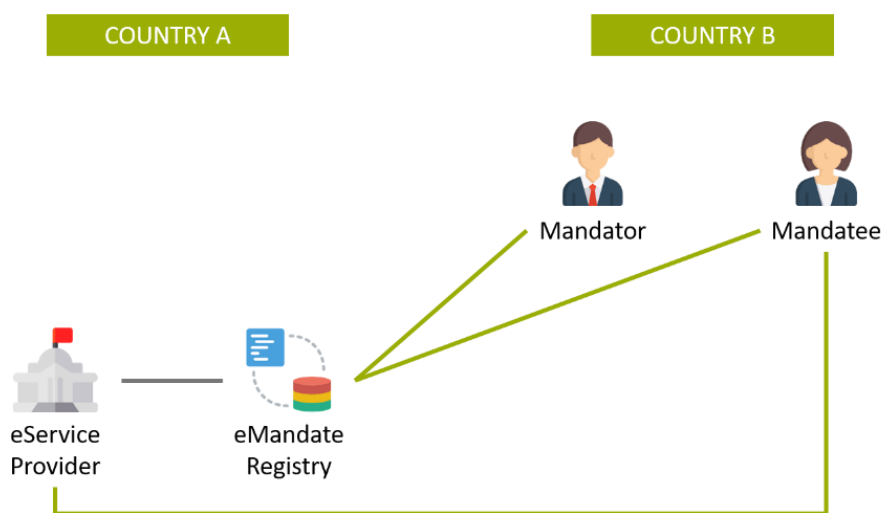 COUNTRY A
COUNTRY B
Mandator
Mandatee
eService
Provider
eMandate
Registry